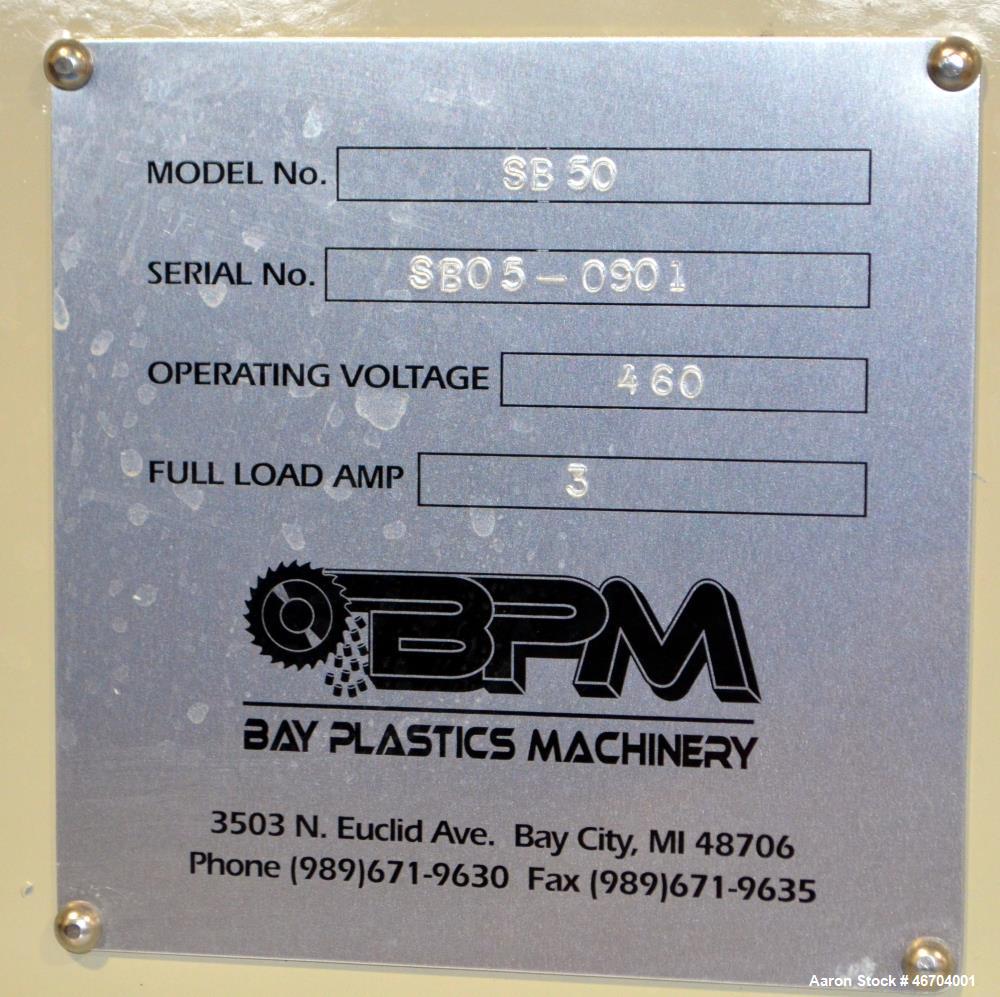 MODEL No. SB 50
SERIAL No. SB05-0901
OPERATING VOLTAGE 460
FULL LOAD AMP 3
BPM
BAY PLASTICS MACHINERY
3503 N. Euclid Ave. Bay City, MI 48706
Phone (989)671-9630 Fax (989)671-9635
Aaron Stock # 46704001